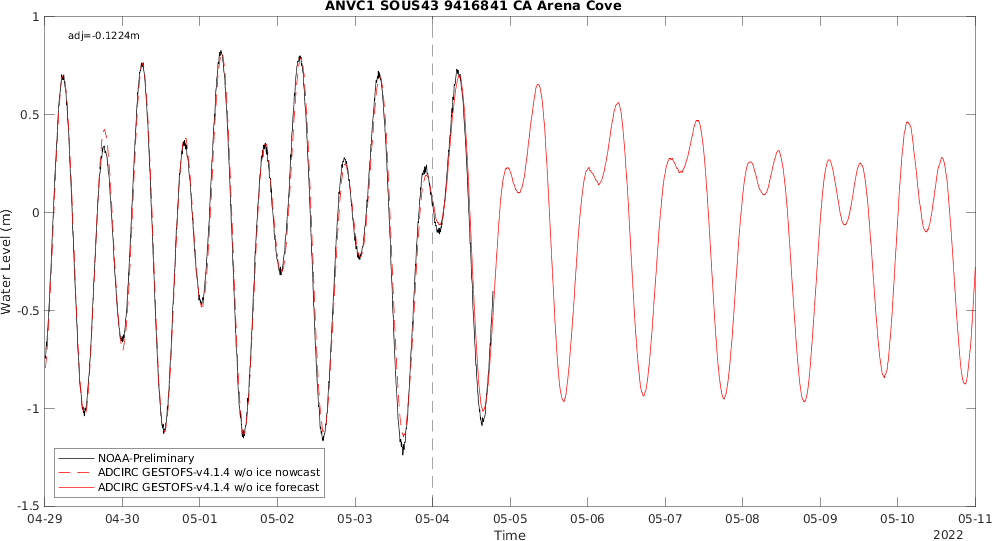 ANVC1 SOUS43 9416841 CA Arena Cove
adj=-0.1224m
1
0.5
0
-0.5
-1
-1.5
Water Level (m)
NOAA-Preliminary
ADCIRC GESTOFS-v4.1.4 w/o ice nowcast
ADCIRC GESTOFS-v4.1.4 w/o ice forecast
04-29 04-30 05-01 05-02 05-03 05-04 05-05 05-06 05-07 05-08 05-09 05-10 05-11
Time
2022